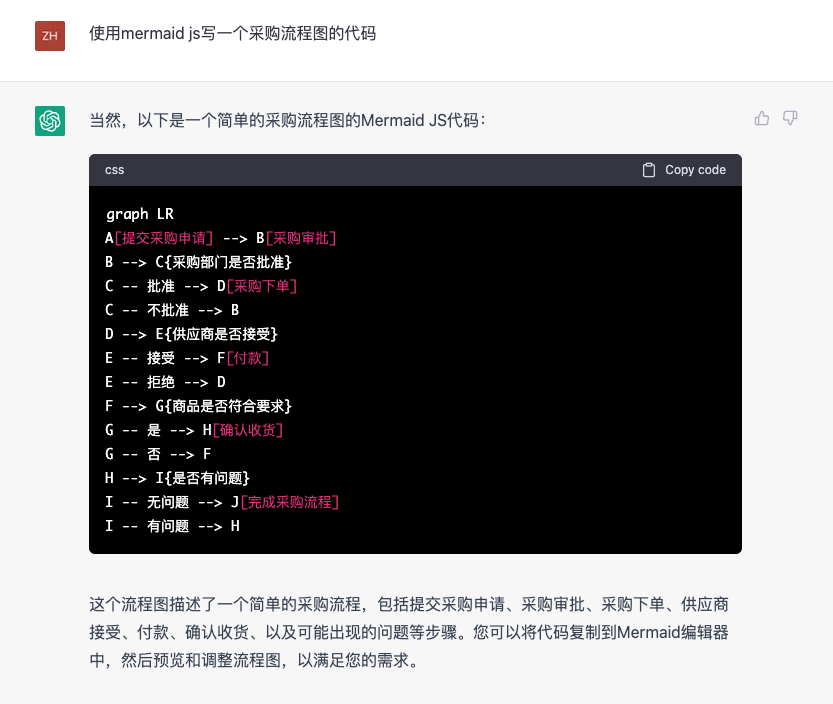 ZH
使用mermaid js写一个采购流程图的代码
当然，以下是一个简单的采购流程图的Mermaid JS代码：
css
Copy code
graph LR
A[提交采购申请] --> B[采购审批]
B --> C{采购部门是否批准}
C -- 批准 --> D[采购下单]
C -- 不批准 --> B
D --> E{供应商是否接受}
E -- 接受 --> F[付款]
E -- 拒绝 --> D
F --> G{商品是否符合要求}
G -- 是 --> H[确认收货]
G -- 否 --> F
H --> I{是否有问题}
I -- 无问题 --> J[完成采购流程]
I -- 有问题 --> H
这个流程图描述了一个简单的采购流程，包括提交采购申请、采购审批、采购下单、供应商
接受、付款、确认收货、以及可能出现的问题等步骤。您可以将代码复制到Mermaid编辑器
中，然后预览和调整流程图，以满足您的需求。